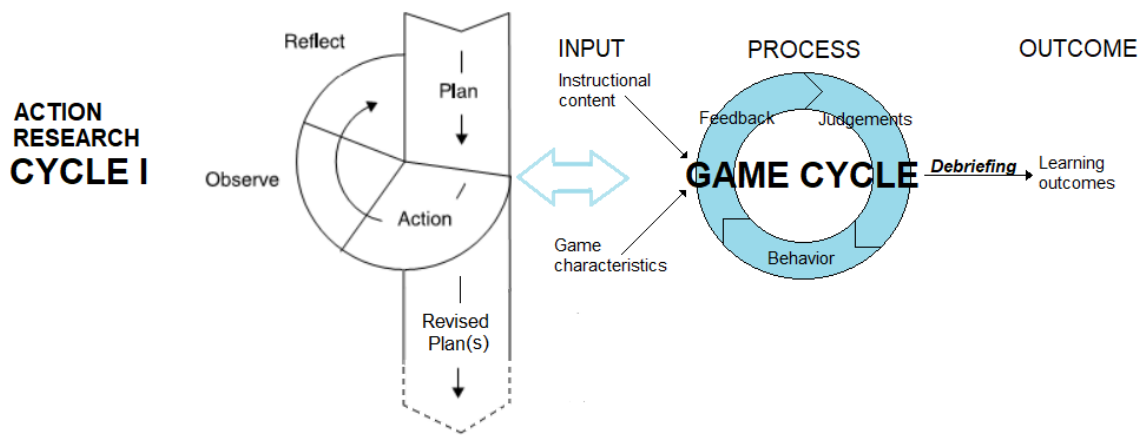 ACTION
RESEARCH
CYCLE I
Reflect
Observe
Plan
Action
Revised
Plan(s)
INPUT
Instructional
content
Game
characteristics
PROCESS
Feedback
Judgements
GAME CYCLE
Behavior
Debriefing
OUTCOME
Learning
outcomes